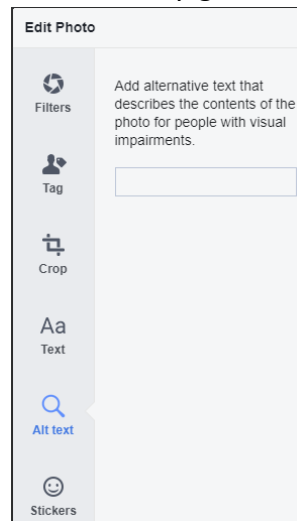 Edit Photo
Filters
Add alternative text that
describes the contents of the
photo for people with visual
impairments.
Tag
Crop
Aa
Text
Alt text
Stickers